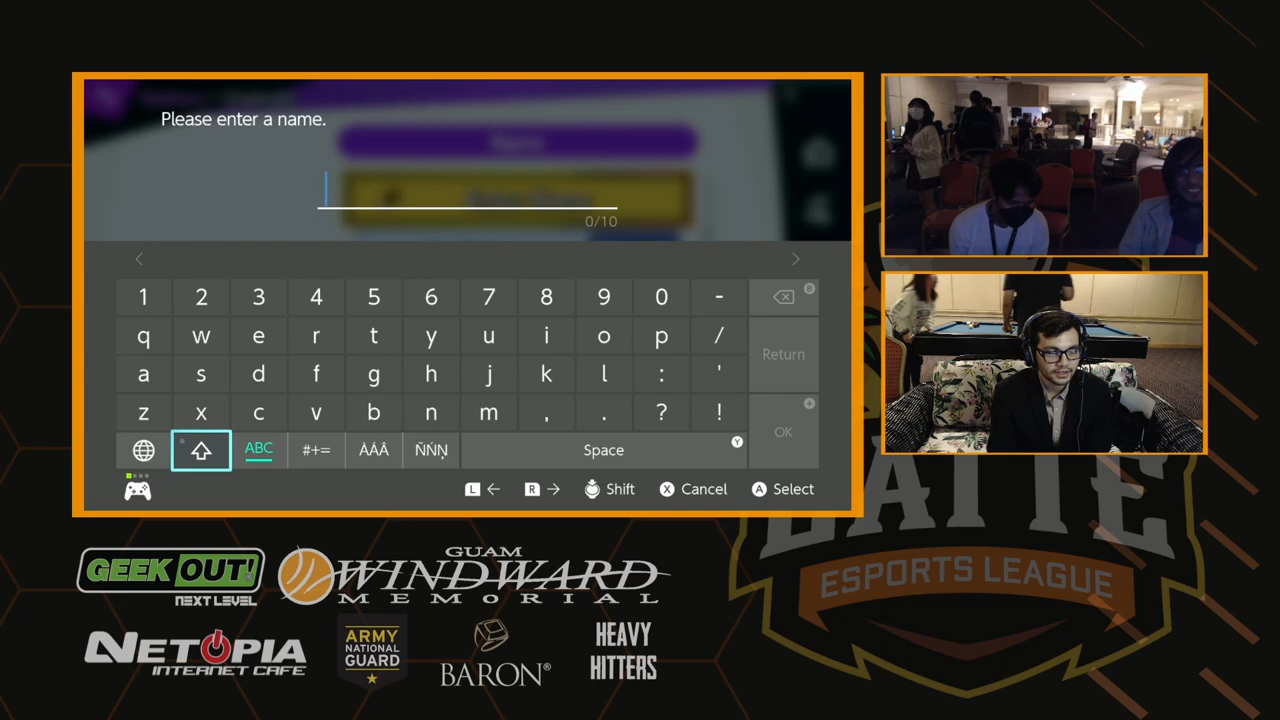 Please enter a name.
0/10
1 2 3 4 5 6 7 8 9 0 -
q w e r t y u i o p /
Return
a s d f g h j k l : '
z x c v b n m , . ? !
OK
ABC #+= ÀÁÂ ÑŃŅ Space Y
L ← R → Shift X Cancel A Select
GEEK OUT!
NEXT LEVEL
GUAM
WINDWARD
MEMORIAL
NETOPIA
INTERNET CAFE
ARMY
NATIONAL
GUARD
BARON®
HEAVY
HITTERS
LATTE
ESPORTS LEAGUE